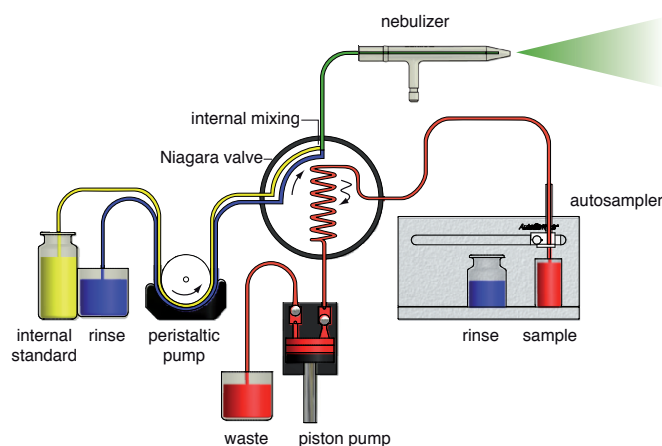 nebulizer
internal mixing
Niagara valve
autosampler
internal
standard
rinse
peristaltic
pump
rinse
sample
waste
piston pump